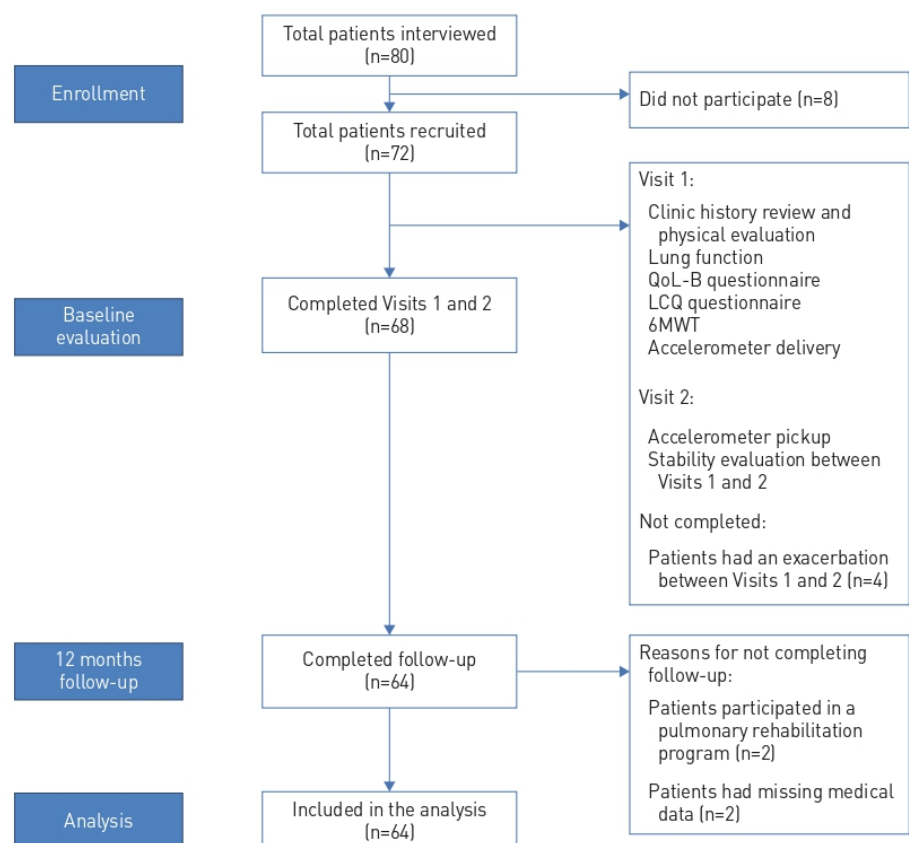 Total patients interviewed
(n=80)
Enrollment
Did not participate (n=8)
Total patients recruited
(n=72)
Visit 1:
Clinic history review and
physical evaluation
Lung function
QoL-B questionnaire
LCQ questionnaire
6MWT
Accelerometer delivery
Baseline
evaluation
Completed Visits 1 and 2
(n=68)
Visit 2:
Accelerometer pickup
Stability evaluation between
Visits 1 and 2
Not completed:
Patients had an exacerbation
between Visits 1 and 2 (n=4)
12 months
follow-up
Completed follow-up
(n=64)
Reasons for not completing
follow-up:
Patients participated in a
pulmonary rehabilitation
program (n=2)
Patients had missing medical
data (n=2)
Analysis
Included in the analysis
(n=64)